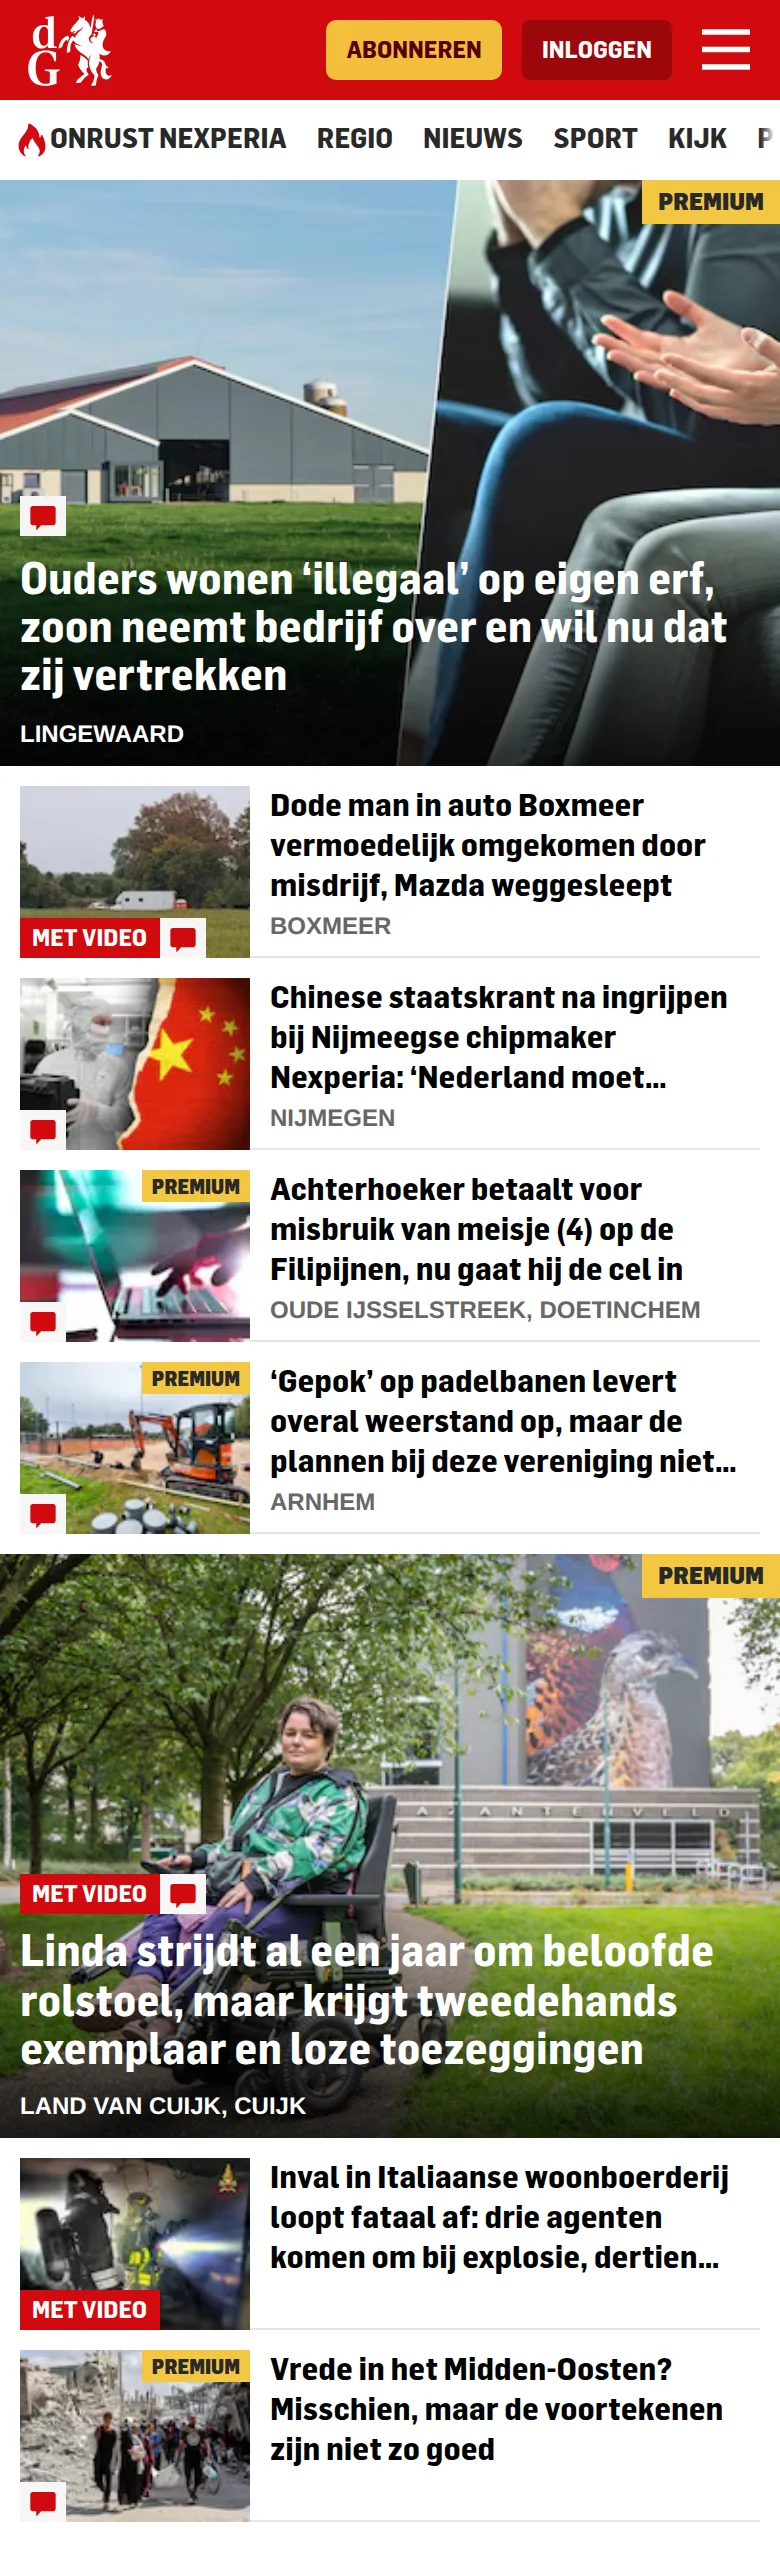 dG
ABONNEREN
INLOGGEN
ONRUST NEXPERIA
REGIO
NIEUWS
SPORT
KIJK
P
PREMIUM
Ouders wonen ‘illegaal’ op eigen erf,
zoon neemt bedrijf over en wil nu dat
zij vertrekken
LINGEWAARD
Dode man in auto Boxmeer
vermoedelijk omgekomen door
misdrijf, Mazda weggesleept
MET VIDEO
BOXMEER
Chinese staatskrant na ingrijpen
bij Nijmeegse chipmaker
Nexperia: ‘Nederland moet...
NIJMEGEN
PREMIUM
Achterhoeker betaalt voor
misbruik van meisje (4) op de
Filipijnen, nu gaat hij de cel in
OUDE IJSSELSTREEK, DOETINCHEM
PREMIUM
‘Gepok’ op padelbanen levert
overal weerstand op, maar de
plannen bij deze vereniging niet...
ARNHEM
PREMIUM
AZANTENVELD
MET VIDEO
Linda strijdt al een jaar om beloofde
rolstoel, maar krijgt tweedehands
exemplaar en loze toezeggingen
LAND VAN CUIJK, CUIJK
Inval in Italiaanse woonboerderij
loopt fataal af: drie agenten
komen om bij explosie, dertien...
MET VIDEO
PREMIUM
Vrede in het Midden-Oosten?
Misschien, maar de voortekenen
zijn niet zo goed